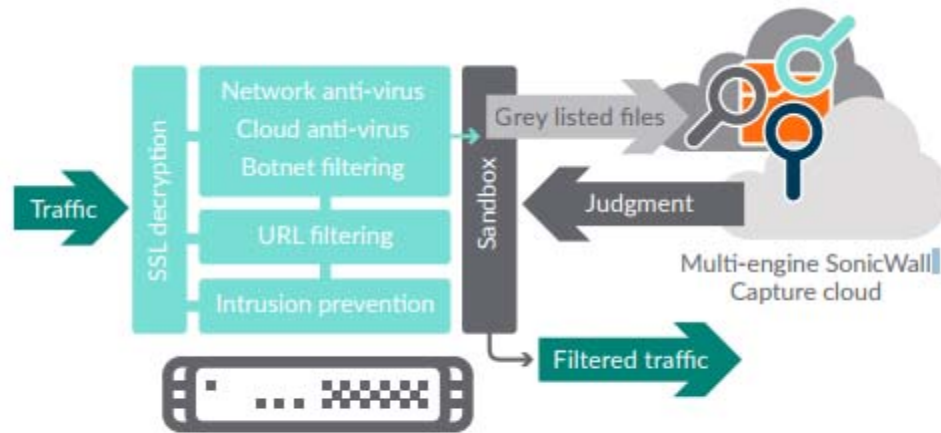 Traffic
SSL decryption
Network anti-virus
Cloud anti-virus
Botnet filtering
URL filtering
Intrusion prevention
Sandbox
Grey listed files
Judgment
Multi-engine SonicWall
Capture cloud
Filtered traffic